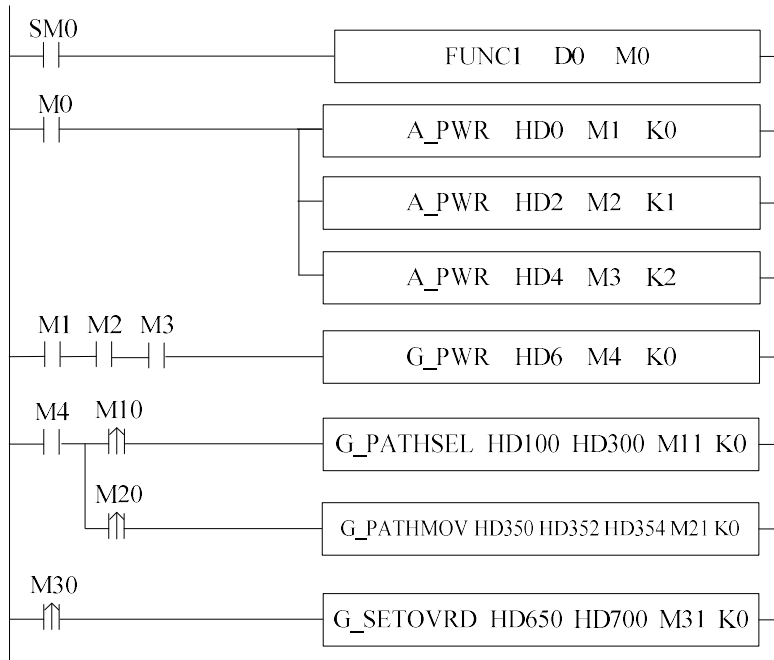 SM0
FUNC1 D0 M0
M0
A_PWR HD0 M1 K0
A_PWR HD2 M2 K1
A_PWR HD4 M3 K2
M1 M2 M3
G_PWR HD6 M4 K0
M4 M10
G_PATHSEL HD100 HD300 M11 K0
M20
G_PATHMOV HD350 HD352 HD354 M21 K0
M30
G_SETOVRD HD650 HD700 M31 K0